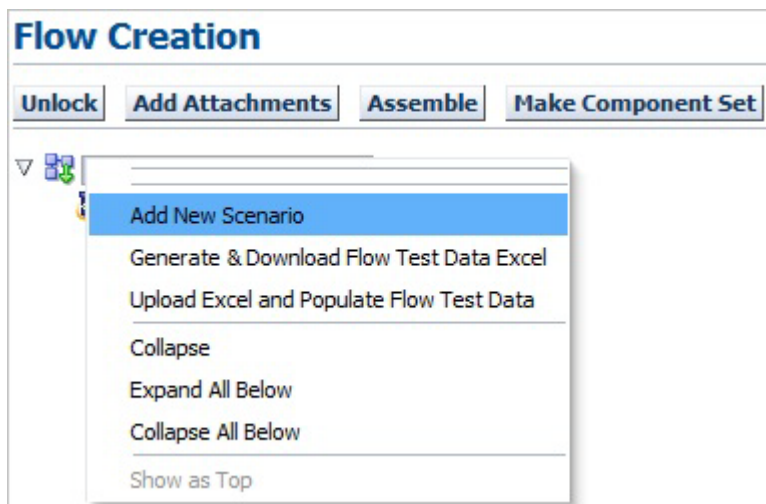 Flow Creation
Unlock Add Attachments Assemble Make Component Set
Add New Scenario
Generate & Download Flow Test Data Excel
Upload Excel and Populate Flow Test Data
Collapse
Expand All Below
Collapse All Below
Show as Top